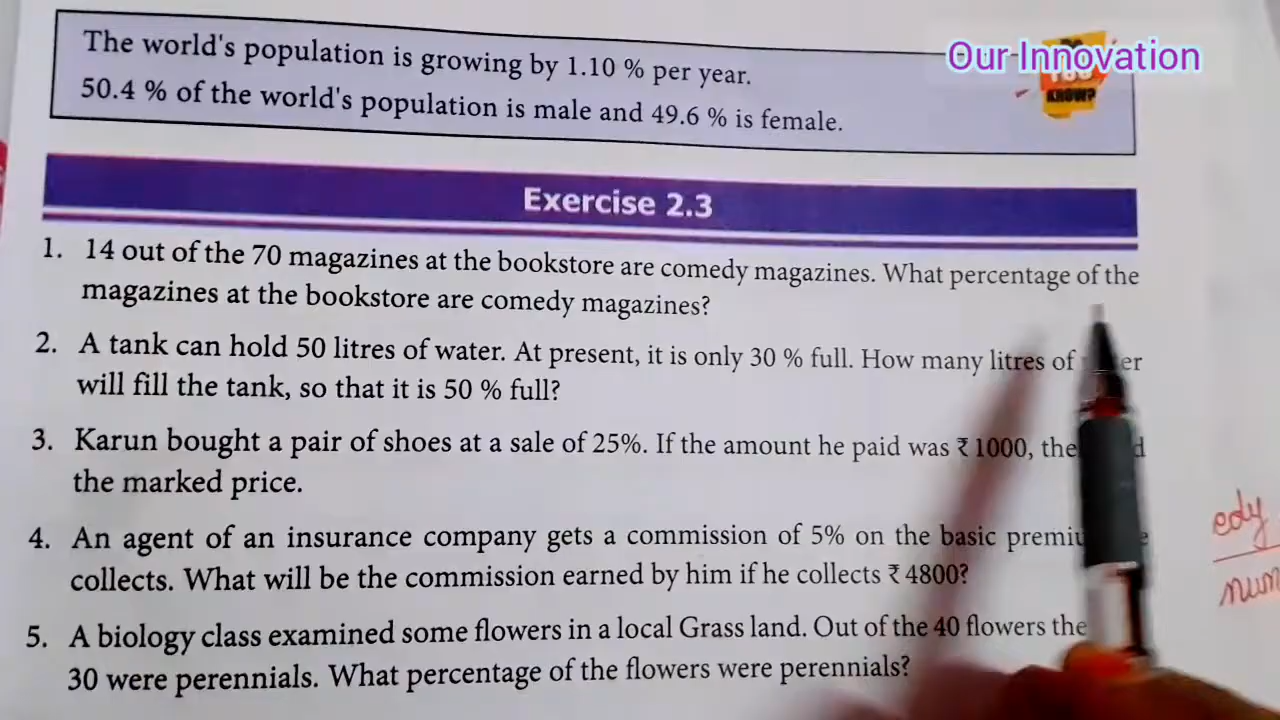 The world's population is growing by 1.10 % per year.
50.4 % of the world's population is male and 49.6 % is female.
Our Innovation
YOU
KNOW?
Exercise 2.3
1. 14 out of the 70 magazines at the bookstore are comedy magazines. What percentage of the
magazines at the bookstore are comedy magazines?
2. A tank can hold 50 litres of water. At present, it is only 30 % full. How many litres of
will fill the tank, so that it is 50 % full?
3. Karun bought a pair of shoes at a sale of 25%. If the amount he paid was ₹ 1000, the
the marked price.
4. An agent of an insurance company gets a commission of 5% on the basic
collects. What will be the commission earned by him if he collects ₹ 4800?
5. A biology class examined some flowers in a local Grass land. Out of the 40 flowers the
30 were perennials. What percentage of the flowers were perennials?
edy
num